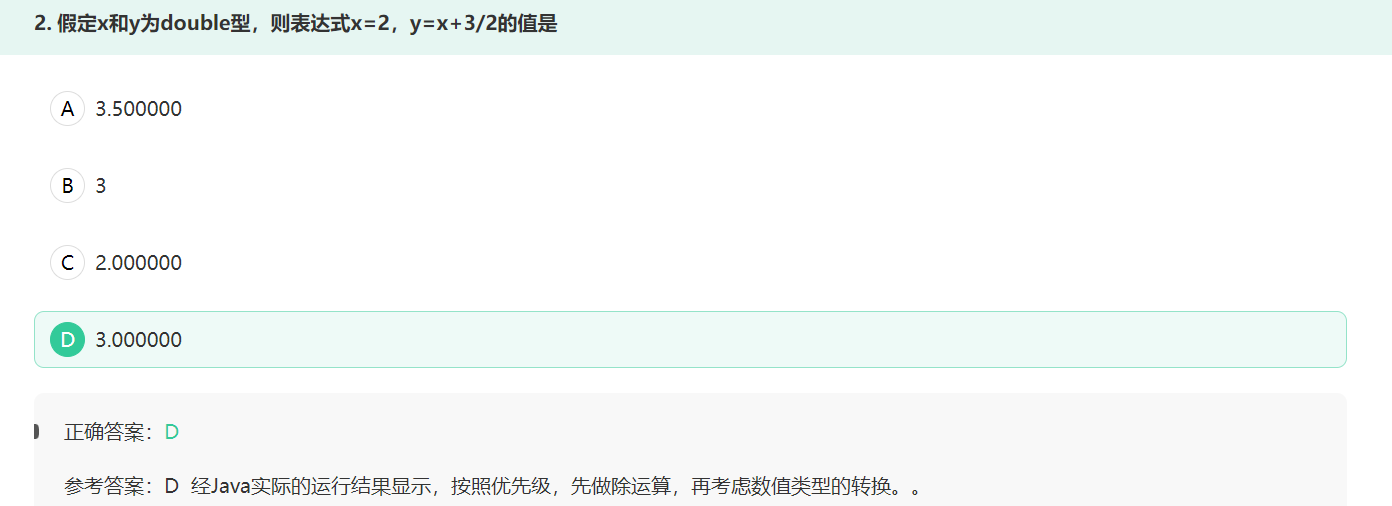 2. 假定x和y为double型，则表达式x=2，y=x+3/2的值是
A 3.500000
B 3
C 2.000000
D 3.000000
正确答案：D
参考答案：D 经Java实际的运行结果显示，按照优先级，先做除运算，再考虑数值类型的转换。。